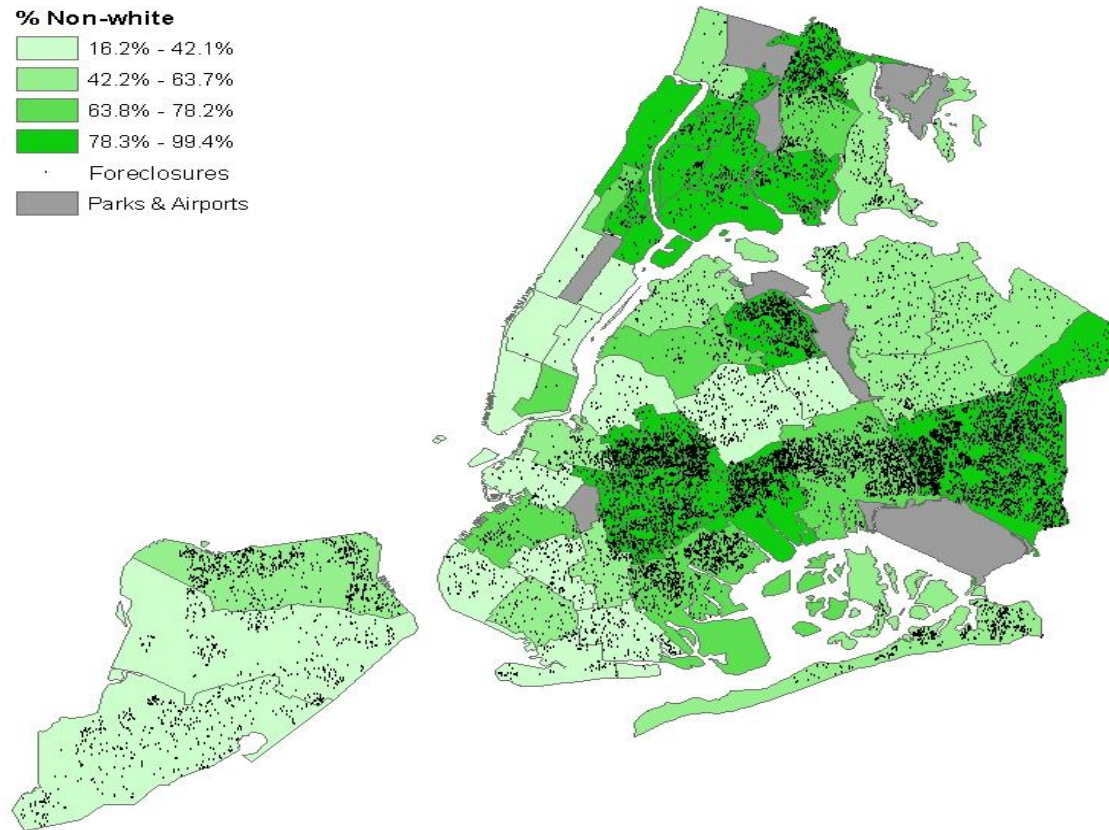 % Non-white
16.2% - 42.1%
42.2% - 63.7%
63.8% - 78.2%
78.3% - 99.4%
Foreclosures
Parks & Airports